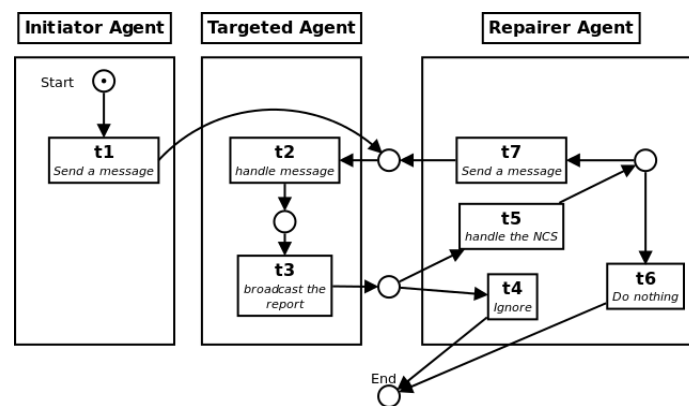 Initiator Agent
Targeted Agent
Repairer Agent
Start
t1
Send a message
t2
handle message
t7
Send a message
t5
handle the NCS
t3
broadcast the
report
t4
Ignore
t6
Do nothing
End